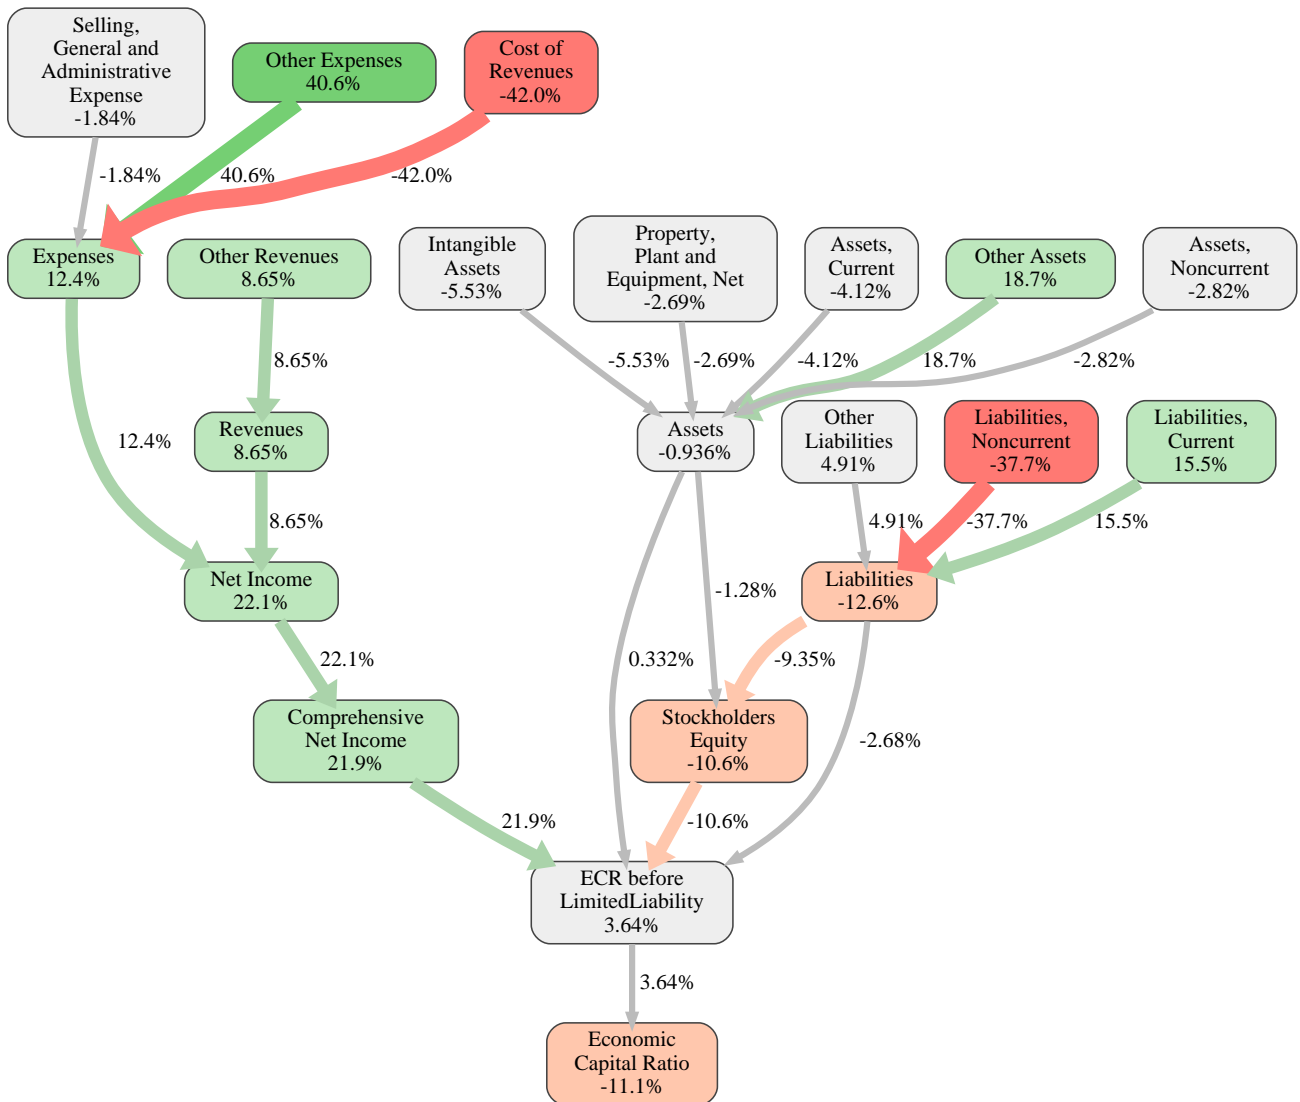 Selling,
General and
Administrative
Expense
-1.84%
Other Expenses
40.6%
Cost of
Revenues
-42.0%
-1.84%
40.6%
-42.0%
Expenses
12.4%
Other Revenues
8.65%
Intangible
Assets
-5.53%
Property,
Plant and
Equipment, Net
-2.69%
Assets,
Current
-4.12%
Other Assets
18.7%
Assets,
Noncurrent
-2.82%
8.65%
-5.53%
-2.69%
-4.12%
18.7%
-2.82%
12.4%
Revenues
8.65%
Assets
-0.936%
Other
Liabilities
4.91%
Liabilities,
Noncurrent
-37.7%
Liabilities,
Current
15.5%
8.65%
4.91%
-37.7%
15.5%
Net Income
22.1%
-1.28%
Liabilities
-12.6%
22.1%
0.332%
-9.35%
-2.68%
Comprehensive
Net Income
21.9%
Stockholders
Equity
-10.6%
21.9%
-10.6%
ECR before
LimitedLiability
3.64%
3.64%
Economic
Capital Ratio
-11.1%